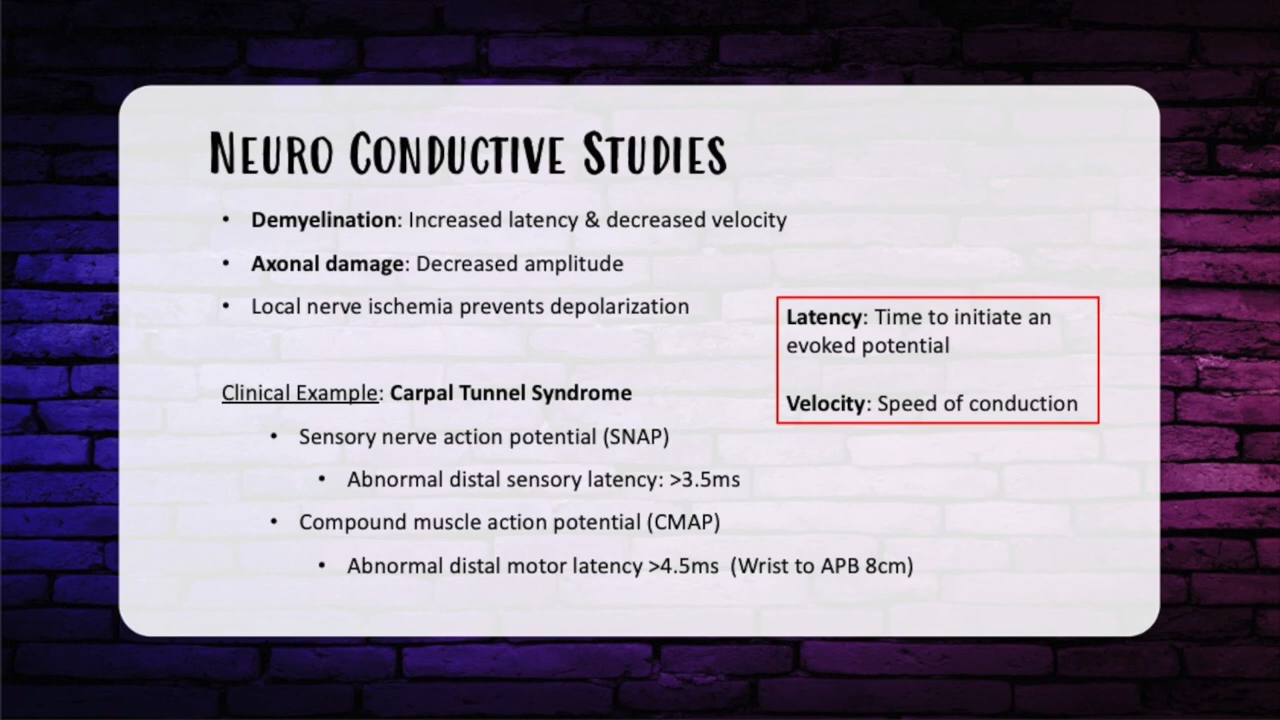 Neuro Conductive Studies
• Demyelination: Increased latency & decreased velocity
• Axonal damage: Decreased amplitude
• Local nerve ischemia prevents depolarization
Latency: Time to initiate an
evoked potential
Velocity: Speed of conduction
Clinical Example: Carpal Tunnel Syndrome
• Sensory nerve action potential (SNAP)
• Abnormal distal sensory latency: >3.5ms
• Compound muscle action potential (CMAP)
• Abnormal distal motor latency >4.5ms (Wrist to APB 8cm)